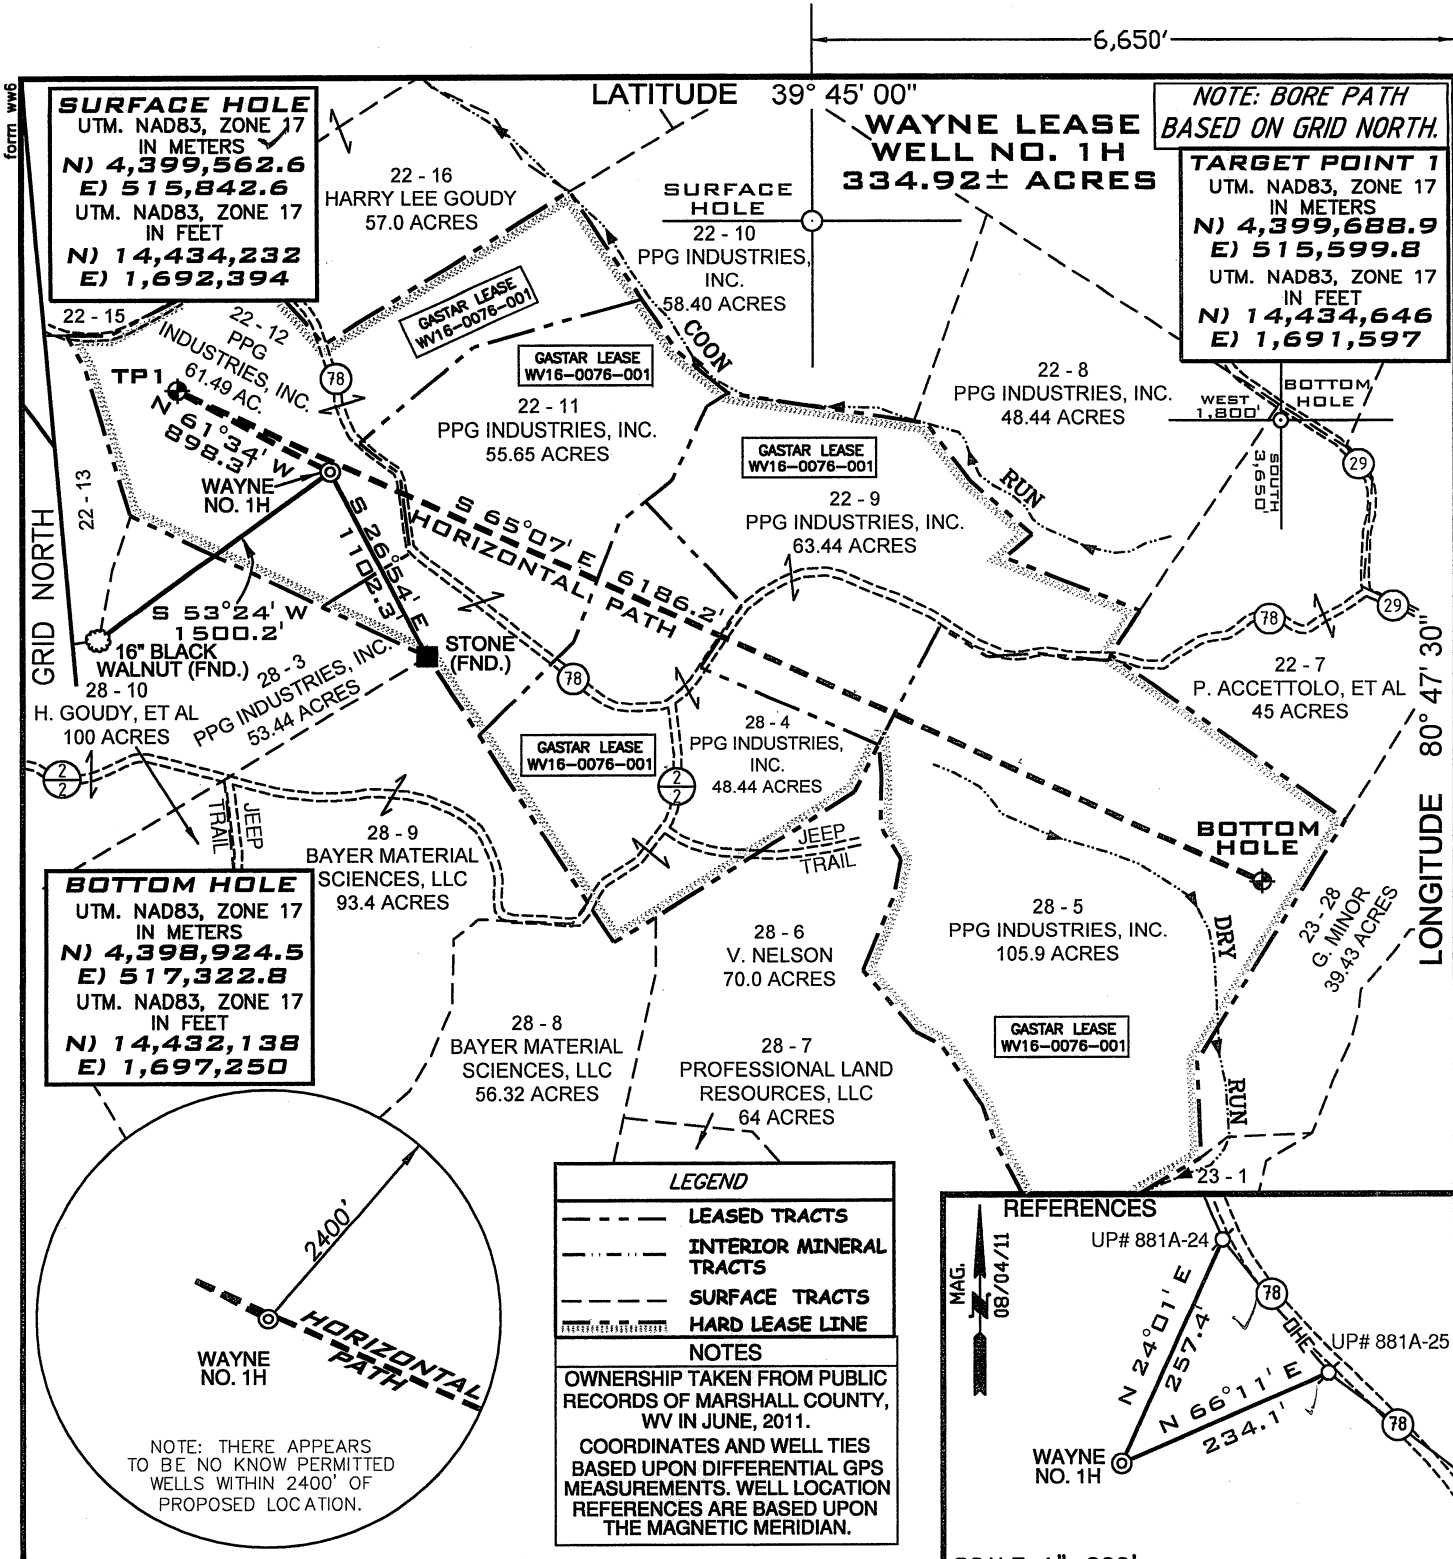 6,650'
form ww6
SURFACE HOLE
UTM. NAD83, ZONE 17
IN METERS
N) 4,399,562.6
E) 515,842.6
UTM. NAD83, ZONE 17
IN FEET
N) 14,434,232
E) 1,692,394
LATITUDE 39° 45' 00"
WAYNE LEASE
WELL NO. 1H
334.92± ACRES
NOTE: BORE PATH
BASED ON GRID NORTH.
TARGET POINT 1
UTM. NAD83, ZONE 17
IN METERS
N) 4,399,688.9
E) 515,599.8
UTM. NAD83, ZONE 17
IN FEET
N) 14,434,646
E) 1,691,597
22 - 16
HARRY LEE GOUDY
57.0 ACRES
SURFACE
HOLE
22 - 10
PPG INDUSTRIES,
INC.
58.40 ACRES
GASTAR LEASE
WV16-0076-001
COON
22 - 15
22 - 12
PPG
INDUSTRIES, INC.
61.49 AC.
78
TP1
N 61°34' W
898.3'
GASTAR LEASE
WV16-0076-001
22 - 11
PPG INDUSTRIES, INC.
55.65 ACRES
22 - 8
PPG INDUSTRIES, INC.
48.44 ACRES
WEST
1,800'
BOTTOM
HOLE
SOUTH
3,650'
29
GASTAR LEASE
WV16-0076-001
RUN
22 - 9
PPG INDUSTRIES, INC.
63.44 ACRES
WAYNE
NO. 1H
22 - 13
GRID NORTH
S 26°54' E
1102.3'
S 65°07' E 6186.2'
HORIZONTAL PATH
S 53°24' W
1500.2'
16" BLACK
WALNUT (FND.)
STONE
(FND.)
78
78
29
22 - 7
P. ACCETTOLO, ET AL
45 ACRES
LONGITUDE 80° 47' 30"
28 - 10
H. GOUDY, ET AL
100 ACRES
28 - 3
PPG INDUSTRIES, INC.
53.44 ACRES
GASTAR LEASE
WV16-0076-001
28 - 4
PPG INDUSTRIES,
INC.
48.44 ACRES
2
2
2
2
JEEP
TRAIL
JEEP
TRAIL
28 - 9
BAYER MATERIAL
SCIENCES, LLC
93.4 ACRES
BOTTOM
HOLE
BOTTOM HOLE
UTM. NAD83, ZONE 17
IN METERS
N) 4,398,924.5
E) 517,322.8
UTM. NAD83, ZONE 17
IN FEET
N) 14,432,138
E) 1,697,250
28 - 5
PPG INDUSTRIES, INC.
105.9 ACRES
DRY
23 - 28
G. MINOR
39.43 ACRES
28 - 6
V. NELSON
70.0 ACRES
GASTAR LEASE
WV16-0076-001
28 - 8
BAYER MATERIAL
SCIENCES, LLC
56.32 ACRES
28 - 7
PROFESSIONAL LAND
RESOURCES, LLC
64 ACRES
RUN
23 - 1
2400'
WAYNE
NO. 1H
HORIZONTAL
PATH
NOTE: THERE APPEARS
TO BE NO KNOW PERMITTED
WELLS WITHIN 2400' OF
PROPOSED LOCATION.
LEGEND
LEASED TRACTS
INTERIOR MINERAL
TRACTS
SURFACE TRACTS
HARD LEASE LINE
NOTES
OWNERSHIP TAKEN FROM PUBLIC
RECORDS OF MARSHALL COUNTY,
WV IN JUNE, 2011.
COORDINATES AND WELL TIES
BASED UPON DIFFERENTIAL GPS
MEASUREMENTS. WELL LOCATION
REFERENCES ARE BASED UPON
THE MAGNETIC MERIDIAN.
REFERENCES
MAG.
08/04/11
UP# 881A-24
78
OHE
UP# 881A-25
N 24°01' E
257.4'
N 66°11' E
234.1'
78
WAYNE
NO. 1H